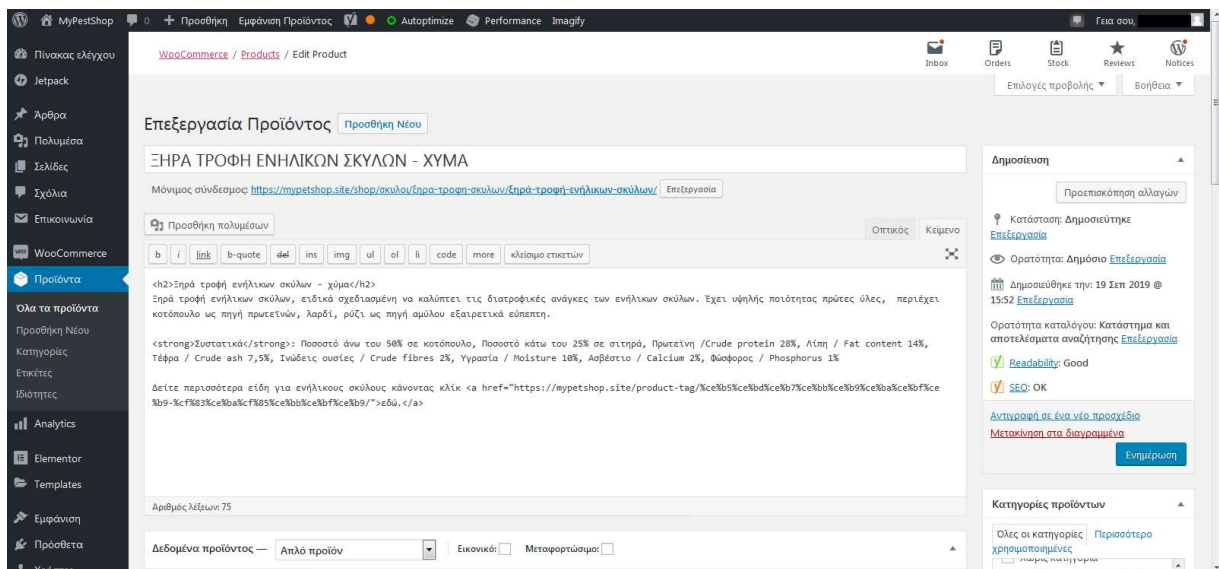 MyPestShop 0 + Προσθήκη Εμφάνιση Προϊόντος Autoptimize Performance Imagify Γεια σου,
Πίνακας ελέγχου
Jetpack
Άρθρα
Πολυμέσα
Σελίδες
Σχόλια
Επικοινωνία
WooCommerce
Προϊόντα
Όλα τα προϊόντα
Προσθήκη Νέου
Κατηγορίες
Ετικέτες
Ιδιότητες
Analytics
Elementor
Templates
Εμφάνιση
Πρόσθετα
WooCommerce / Products / Edit Product
Inbox Orders Stock Reviews Notices
Επιλογές προβολής Βοήθεια
Επεξεργασία Προϊόντος Προσθήκη Νέου
ΞΗΡΑ ΤΡΟΦΗ ΕΝΗΛΙΚΩΝ ΣΚΥΛΩΝ - ΧΥΜΑ
Μόνιμος σύνδεσμος: https://mypetshop.site/shop/σκυλοι/ξηρα-τροφη-σκυλων/ξηρά-τροφή-ενήλικων-σκύλων/ Επεξεργασία
Προσθήκη πολυμέσων
Οπτικός Κείμενο
b i link b-quote del ins img ul ol li code more κλείσιμο ετικετών
<h2>Ξηρά τροφή ενήλικων σκύλων - χύμα</h2>
Ξηρά τροφή ενήλικων σκύλων, ειδικά σχεδιασμένη να καλύπτει τις διατροφικές ανάγκες των ενήλικων σκύλων. Έχει υψηλής ποιότητας πρώτες ύλες, περιέχει
κοτόπουλο ως πηγή πρωτεϊνών, λαρδί, ρύζι ως πηγή αμύλου εξαιρετικά εύπεπτη.
<strong>Συστατικά</strong>: Ποσοστό άνω του 50% σε κοτόπουλο, Ποσοστό κάτω του 25% σε σιτηρά, Πρωτεϊνη /Crude protein 28%, Λίπη / Fat content 14%,
Τέφρα / Crude ash 7,5%, Ινώδεις ουσίες / Crude fibres 2%, Υγρασία / Moisture 10%, Ασβέστιο / Calcium 2%, Φώσφορος / Phosphorus 1%
Δείτε περισσότερα είδη για ενήλικους σκύλους κάνοντας κλίκ <a href="https://mypetshop.site/product-tag/%ce%b5%ce%bd%ce%b7%ce%bb%ce%b9%ce%ba%ce%bf%ce
%b9-%cf%83%ce%ba%cf%85%ce%bb%ce%bf%ce%b9/">εδώ.</a>
Αριθμός λέξεων: 75
Δεδομένα προϊόντος — Απλό προϊόν Εικονικό: Μεταφορτώσιμο:
Δημοσίευση
Προεπισκόπηση αλλαγών
Κατάσταση: Δημοσιεύτηκε
Επεξεργασία
Ορατότητα: Δημόσιο Επεξεργασία
Δημοσιεύθηκε την: 19 Σεπ 2019 @
15:52 Επεξεργασία
Ορατότητα καταλόγου: Κατάστημα και
αποτελέσματα αναζήτησης Επεξεργασία
Readability: Good
SEO: OK
Αντιγραφή σε ένα νέο προσχέδιο
Μετακίνηση στα διαγραμμένα
Ενημέρωση
Κατηγορίες προϊόντων
Όλες οι κατηγορίες Περισσότερο
χρησιμοποιημένες